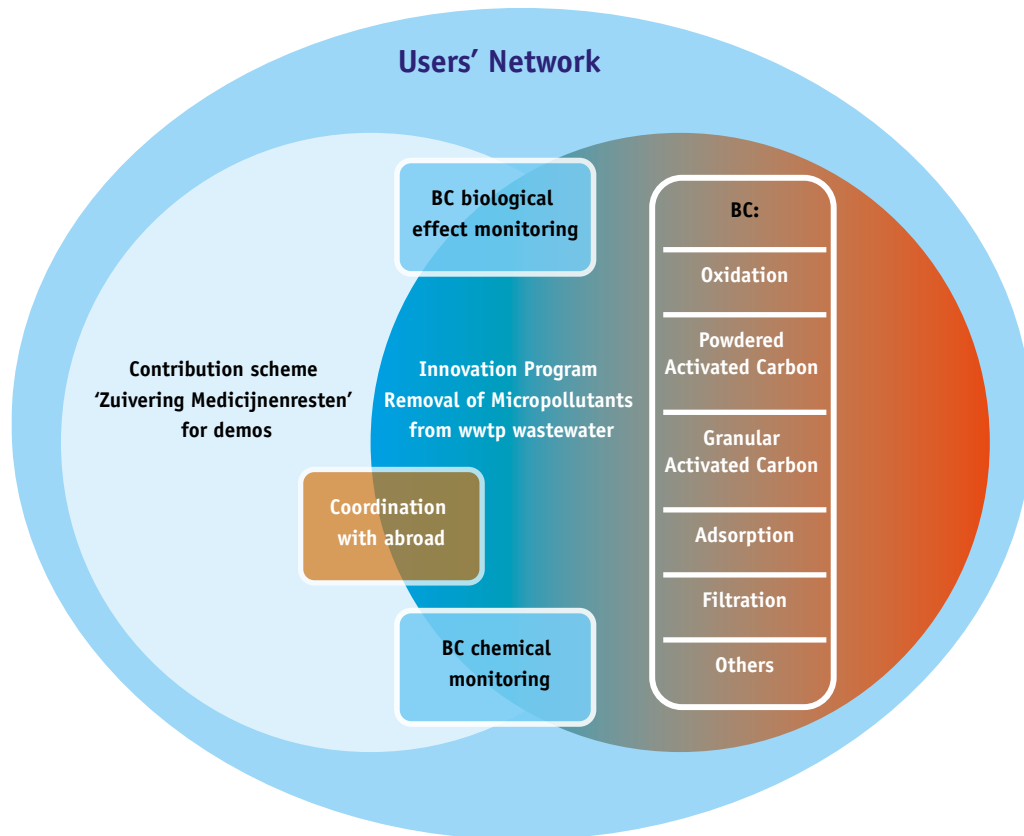 Users’ Network
BC biological
effect monitoring
Contribution scheme
‘Zuivering Medicijnenresten’
for demos
Innovation Program
Removal of Micropollutants
from wwtp wastewater
Coordination
with abroad
BC chemical
monitoring
BC:
Oxidation
Powdered
Activated Carbon
Granular
Activated Carbon
Adsorption
Filtration
Others